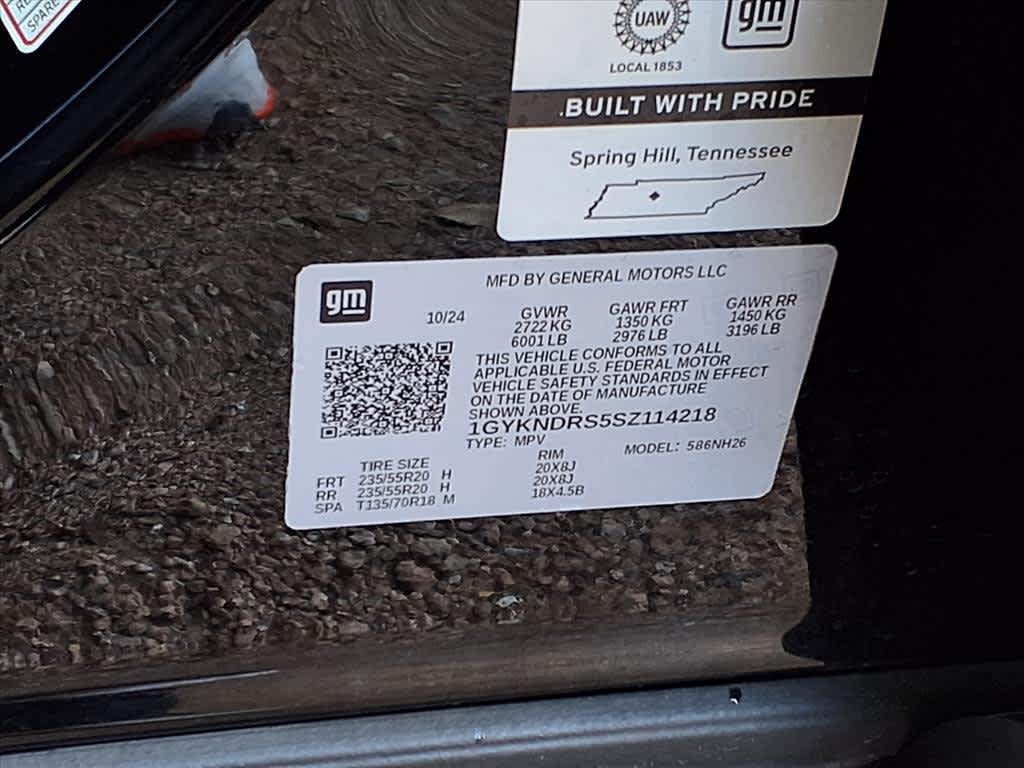 RE
SPARE
UAW
gm
LOCAL 1853
.BUILT WITH PRIDE
Spring Hill, Tennessee
gm
MFD BY GENERAL MOTORS LLC
10/24 GVWR GAWR FRT GAWR RR
2722 KG 1350 KG 1450 KG
6001 LB 2976 LB 3196 LB
THIS VEHICLE CONFORMS TO ALL
APPLICABLE U.S. FEDERAL MOTOR
VEHICLE SAFETY STANDARDS IN EFFECT
ON THE DATE OF MANUFACTURE
SHOWN ABOVE.
1GYKNDRS5SZ114218
TYPE: MPV MODEL: 586NH26
TIRE SIZE RIM
FRT 235/55R20 H 20X8J
RR 235/55R20 H 20X8J
SPA T135/70R18 M 18X4.5B